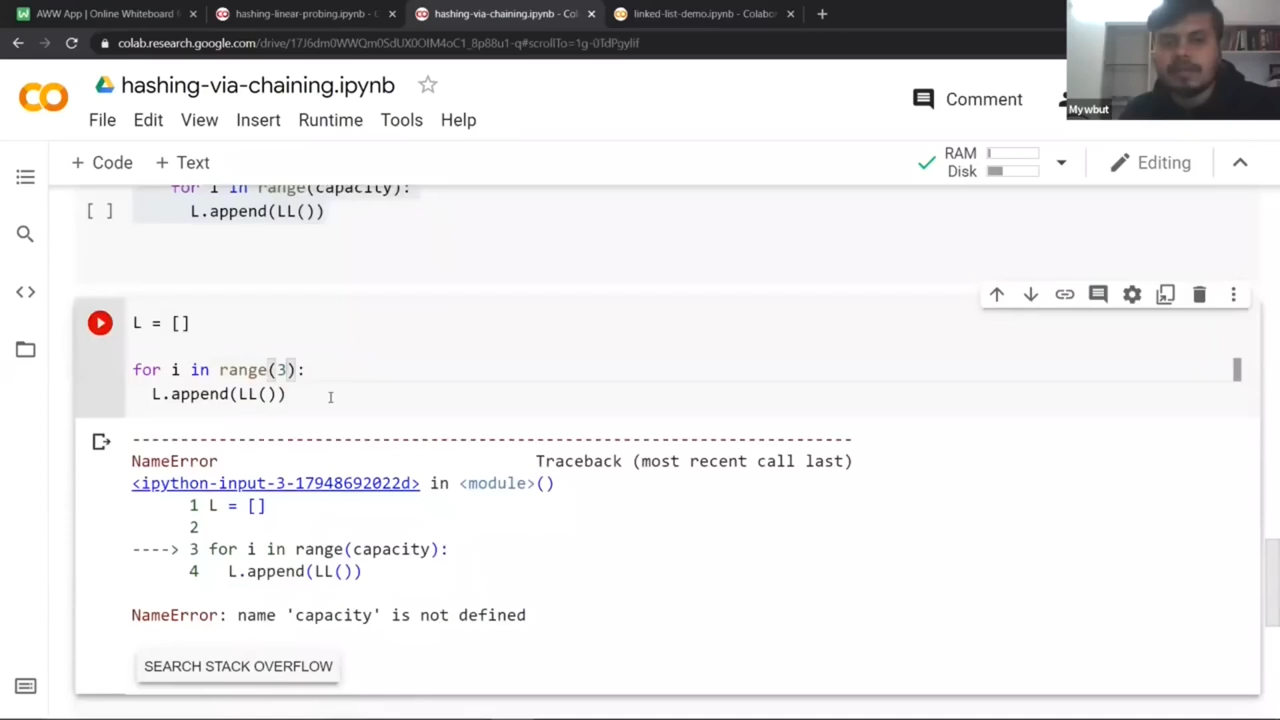 AWW App | Online Whiteboard
hashing-linear-probing.ipynb - C
hashing-via-chaining.ipynb - Col
linked-list-demo.ipynb - Colabor
colab.research.google.com/drive/17J6dm0WWQm0SdUX0OIM4oC1_8p88u1-q#scrollTo=1g-0TdPgylif
hashing-via-chaining.ipynb
Comment
Mywbut
File Edit View Insert Runtime Tools Help
+ Code + Text
RAM
Disk
Editing
for i in range(capacity):
[ ] L.append(LL())
L = []
for i in range(3):
L.append(LL())
--------------------------------------------------------------------------- 
NameError Traceback (most recent call last)
<ipython-input-3-17948692022d> in <module>()
1 L = []
2
----> 3 for i in range(capacity):
4 L.append(LL())
NameError: name 'capacity' is not defined
SEARCH STACK OVERFLOW